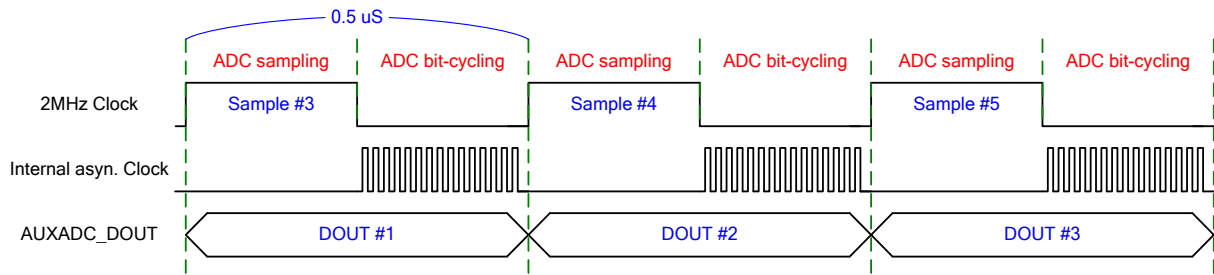 0.5 uS
ADC sampling ADC bit-cycling ADC sampling ADC bit-cycling ADC sampling ADC bit-cycling
2MHz Clock Sample #3 Sample #4 Sample #5
Internal asyn. Clock
AUXADC_DOUT DOUT #1 DOUT #2 DOUT #3